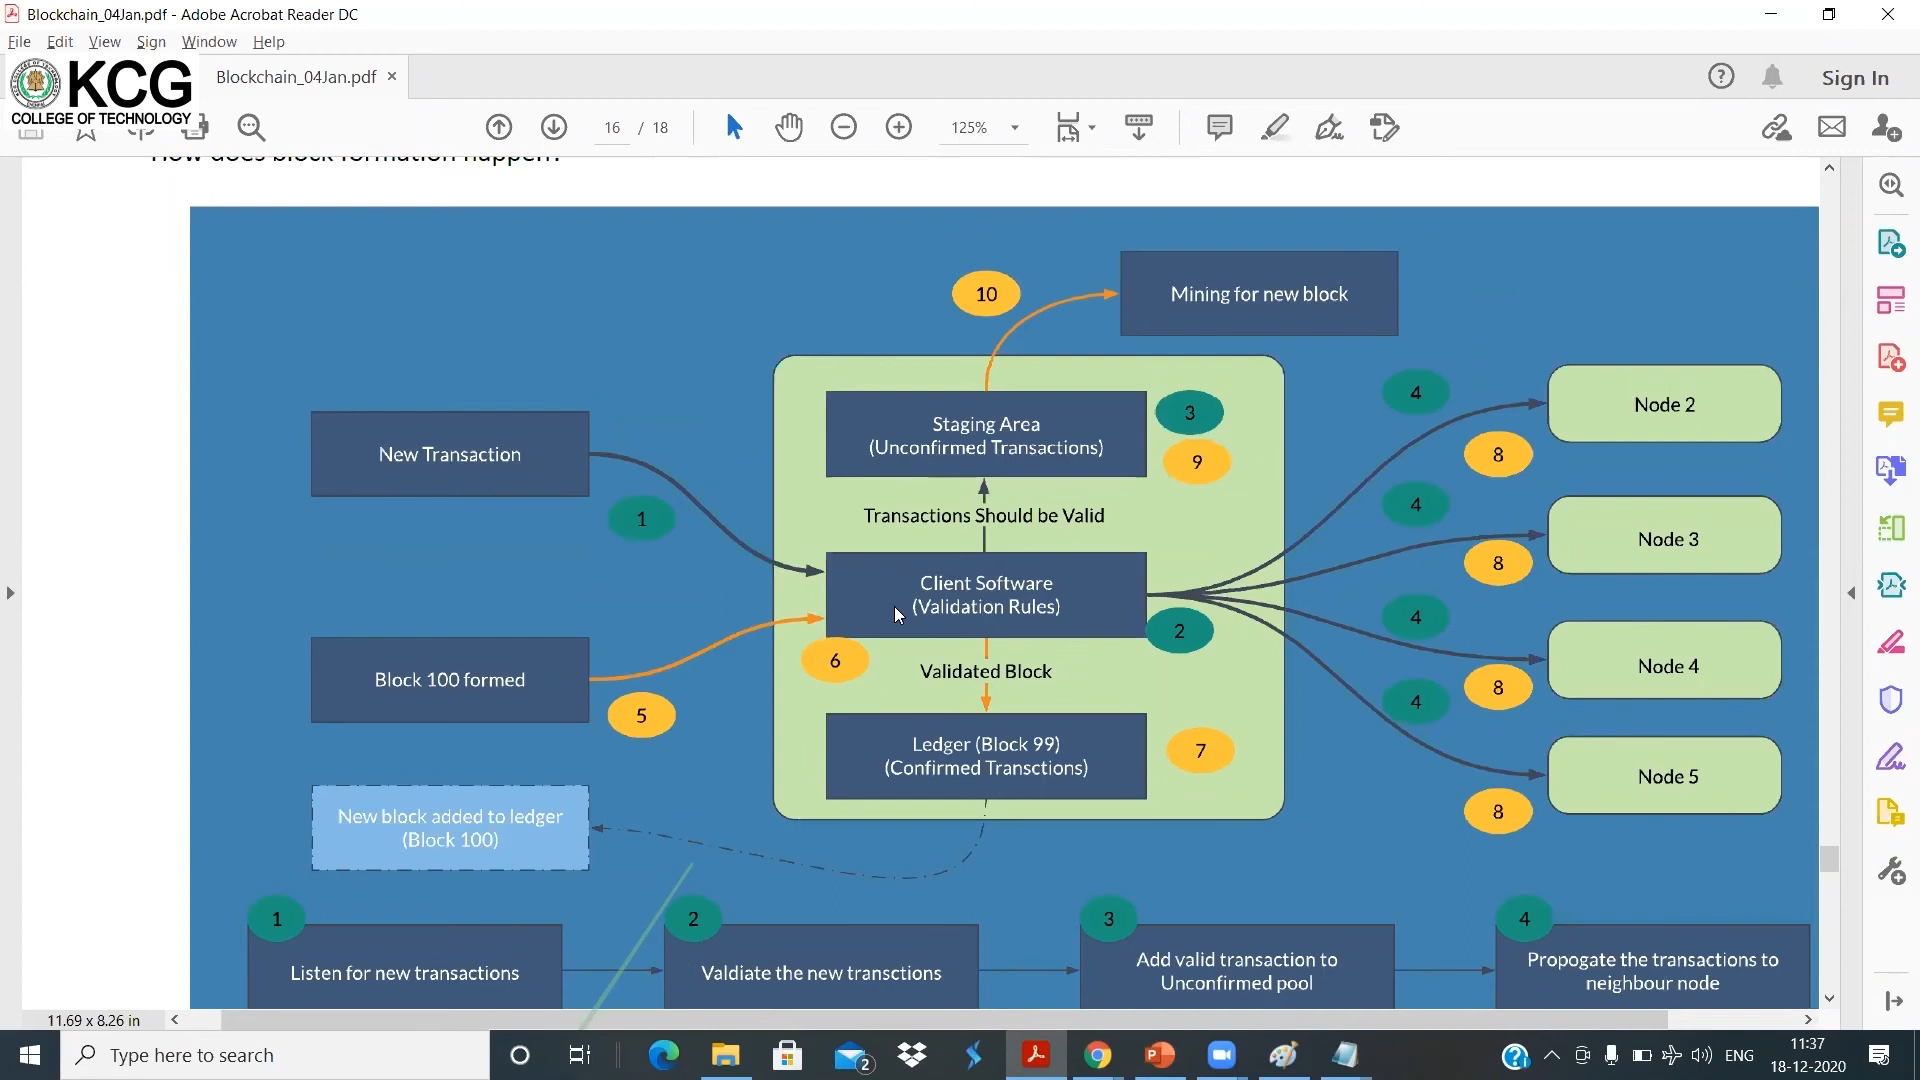 Blockchain_04Jan.pdf - Adobe Acrobat Reader DC
File Edit View Sign Window Help
KCG
COLLEGE OF TECHNOLOGY
Blockchain_04Jan.pdf
Sign In
16 / 18
125%
How does block formation happen?
10
Mining for new block
Staging Area
(Unconfirmed Transactions)
3
9
4
Node 2
8
New Transaction
1
Transactions Should be Valid
4
Node 3
8
Client Software
(Validation Rules)
2
4
Node 4
8
Block 100 formed
5
6
Validated Block
4
Ledger (Block 99)
(Confirmed Transctions)
7
Node 5
8
New block added to ledger
(Block 100)
1
Listen for new transactions
2
Valdiate the new transctions
3
Add valid transaction to
Unconfirmed pool
4
Propogate the transactions to
neighbour node
11.69 x 8.26 in
Type here to search
2
ENG
11:37
18-12-2020